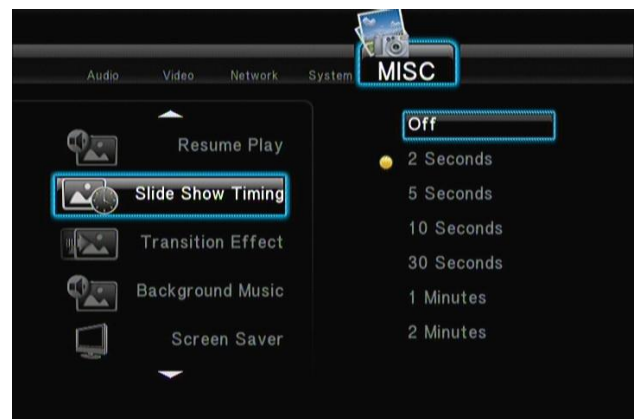 Audio Video Network System MISC
Resume Play
Slide Show Timing
Transition Effect
Background Music
Screen Saver
Off
2 Seconds
5 Seconds
10 Seconds
30 Seconds
1 Minutes
2 Minutes